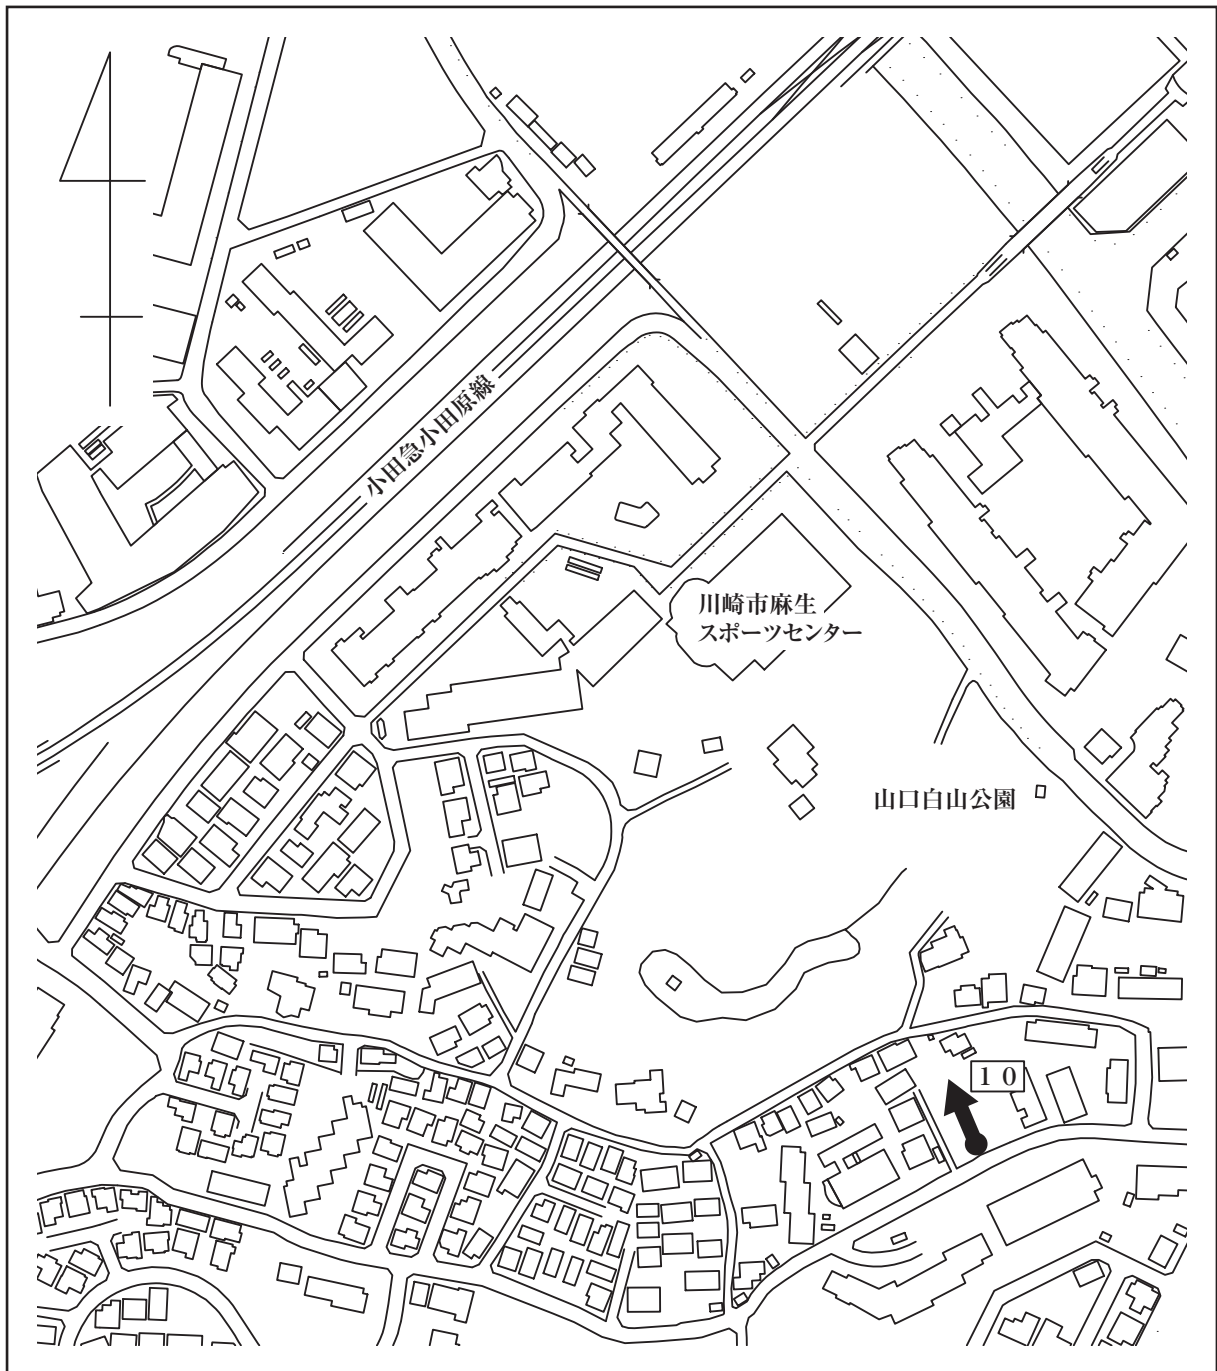 小田急小田原線
川崎市麻生
スポーツセンター
山口白山公園
１０